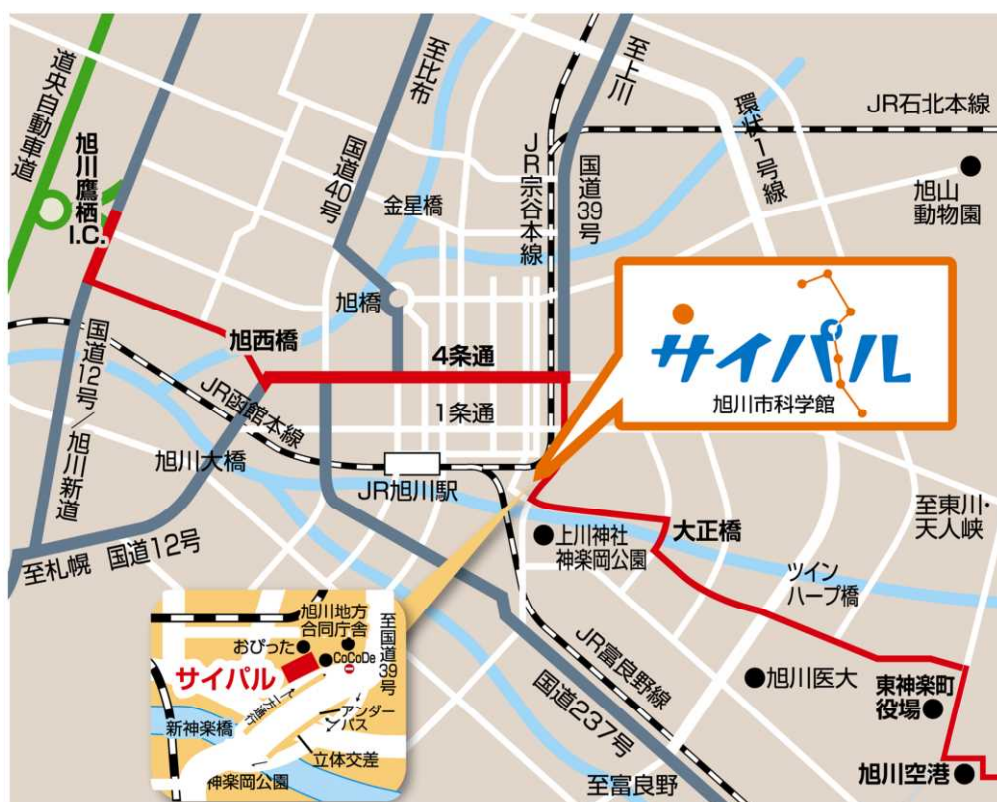 道央自動車道
旭川鷹栖
I.C.
至比布
国道40号
金星橋
旭橋
JR宗谷本線
至上川
国道39号
環状1号線
JR石北本線
旭山
動物園
サイパル
旭川市科学館
旭西橋
4条通
1条通
国道12号/旭川新道
JR函館本線
旭川大橋
JR旭川駅
至札幌 国道12号
上川神社
神楽岡公園
大正橋
至東川・
天人峡
ツイン
ハープ橋
JR富良野線
国道237号
至富良野
旭川医大
東神楽町
役場
旭川空港
旭川地方
合同庁舎
至国道39号
おぴった
CoCoDe
サイパル
一方通行
アンダー
パス
新神楽橋
立体交差
神楽岡公園